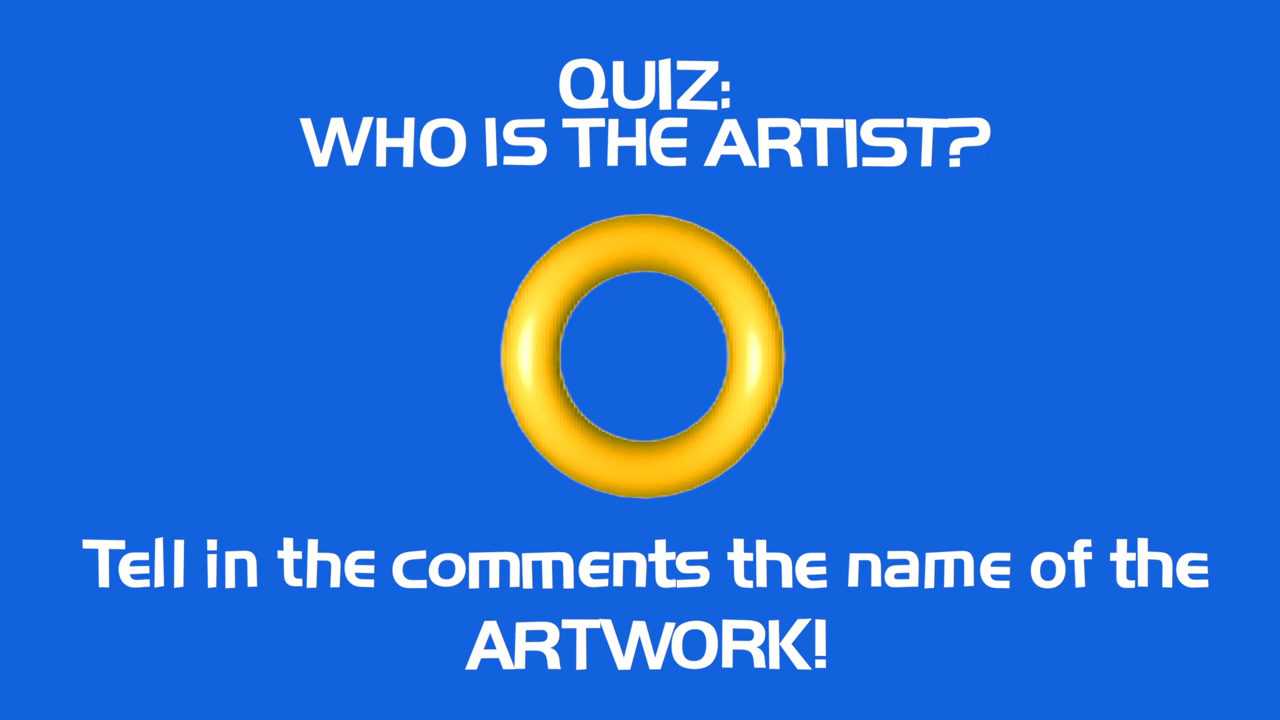 QUIZ:
WHO IS THE ARTIST?
Tell in the comments the name of the
ARTWORK!